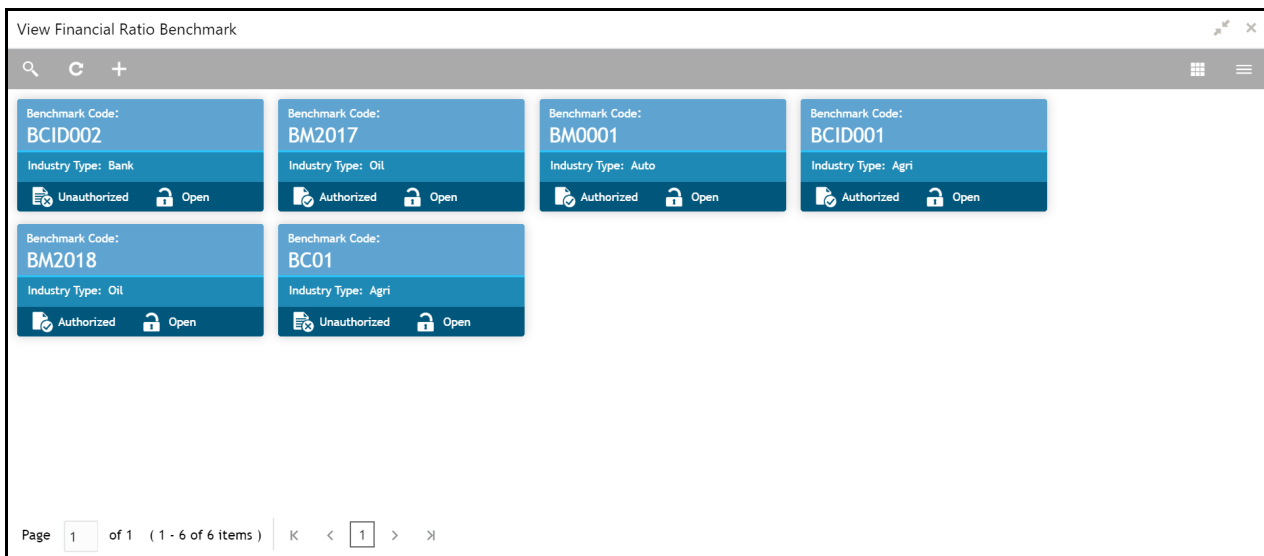 View Financial Ratio Benchmark
Benchmark Code:
BCID002
Industry Type: Bank
Unauthorized Open
Benchmark Code:
BM2017
Industry Type: Oil
Authorized Open
Benchmark Code:
BM0001
Industry Type: Auto
Authorized Open
Benchmark Code:
BCID001
Industry Type: Agri
Authorized Open
Benchmark Code:
BM2018
Industry Type: Oil
Authorized Open
Benchmark Code:
BC01
Industry Type: Agri
Unauthorized Open
Page 1 of 1 ( 1 - 6 of 6 items ) 1